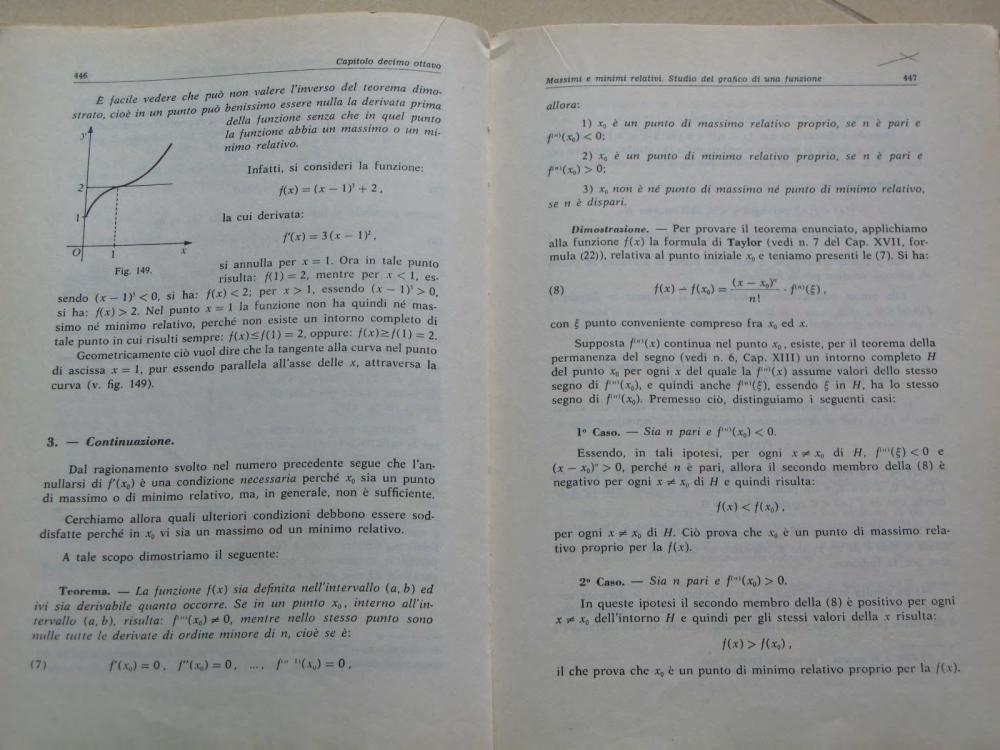 446
Capitolo decimo ottavo
È facile vedere che può non valere l'inverso del teorema dimo-
strato, cioè in un punto può benissimo essere nulla la derivata prima
della funzione senza che in quel punto
la funzione abbia un massimo o un mi-
nimo relativo.
Infatti, si consideri la funzione:
f(x) = (x − 1)³ + 2,
la cui derivata:
f'(x) = 3(x − 1)²,
y
2
1
O
1
x
Fig. 149.
si annulla per x = 1. Ora in tale punto
risulta: f(1) = 2, mentre per x < 1, es-
sendo (x − 1)³ < 0, si ha: f(x) < 2; per x > 1, essendo (x − 1)³ > 0,
si ha: f(x) > 2. Nel punto x = 1 la funzione non ha quindi né mas-
simo né minimo relativo, perché non esiste un intorno completo di
tale punto in cui risulti sempre: f(x) ≤ f(1) = 2, oppure: f(x) ≥ f(1) = 2.
Geometricamente ciò vuol dire che la tangente alla curva nel punto
di ascissa x = 1, pur essendo parallela all'asse delle x, attraversa la
curva (v. fig. 149).
3. — Continuazione.
Dal ragionamento svolto nel numero precedente segue che l'an-
nullarsi di f'(x₀) è una condizione necessaria perché x₀ sia un punto
di massimo o di minimo relativo, ma, in generale, non è sufficiente.
Cerchiamo allora quali ulteriori condizioni debbono essere sod-
disfatte perché in x₀ vi sia un massimo od un minimo relativo.
A tale scopo dimostriamo il seguente:
Teorema. — La funzione f(x) sia definita nell'intervallo (a, b) ed
ivi sia derivabile quanto occorre. Se in un punto x₀, interno all'in-
tervallo (a, b), risulta: f⁽ⁿ⁾(x₀) ≠ 0, mentre nello stesso punto sono
nulle tutte le derivate di ordine minore di n, cioè se è:
(7) f'(x₀) = 0, f''(x₀) = 0, ..., f⁽ⁿ⁻¹⁾(x₀) = 0,
Massimi e minimi relativi. Studio del grafico di una funzione
447
allora:
1) x₀ è un punto di massimo relativo proprio, se n è pari e
f⁽ⁿ⁾(x₀) < 0;
2) x₀ è un punto di minimo relativo proprio, se n è pari e
f⁽ⁿ⁾(x₀) > 0;
3) x₀ non è né punto di massimo né punto di minimo relativo,
se n è dispari.
Dimostrazione. — Per provare il teorema enunciato, applichiamo
alla funzione f(x) la formula di Taylor (vedi n. 7 del Cap. XVII, for-
mula (22)), relativa al punto iniziale x₀ e teniamo presenti le (7). Si ha:
(8) f(x) − f(x₀) = (x − x₀)ⁿ / n! · f⁽ⁿ⁾(ξ),
con ξ punto conveniente compreso fra x₀ ed x.
Supposta f⁽ⁿ⁾(x) continua nel punto x₀, esiste, per il teorema della
permanenza del segno (vedi n. 6, Cap. XIII) un intorno completo H
del punto x₀ per ogni x del quale la f⁽ⁿ⁾(x) assume valori dello stesso
segno di f⁽ⁿ⁾(x₀), e quindi anche f⁽ⁿ⁾(ξ), essendo ξ in H, ha lo stesso
segno di f⁽ⁿ⁾(x₀). Premesso ciò, distinguiamo i seguenti casi:
1º Caso. — Sia n pari e f⁽ⁿ⁾(x₀) < 0.
Essendo, in tali ipotesi, per ogni x ≠ x₀ di H, f⁽ⁿ⁾(ξ) < 0 e
(x − x₀)ⁿ > 0, perché n è pari, allora il secondo membro della (8) è
negativo per ogni x ≠ x₀ di H e quindi risulta:
f(x) < f(x₀),
per ogni x ≠ x₀ di H. Ciò prova che x₀ è un punto di massimo rela-
tivo proprio per la f(x).
2º Caso. — Sia n pari e f⁽ⁿ⁾(x₀) > 0.
In queste ipotesi il secondo membro della (8) è positivo per ogni
x ≠ x₀ dell'intorno H e quindi per gli stessi valori della x risulta:
f(x) > f(x₀),
il che prova che x₀ è un punto di minimo relativo proprio per la f(x).